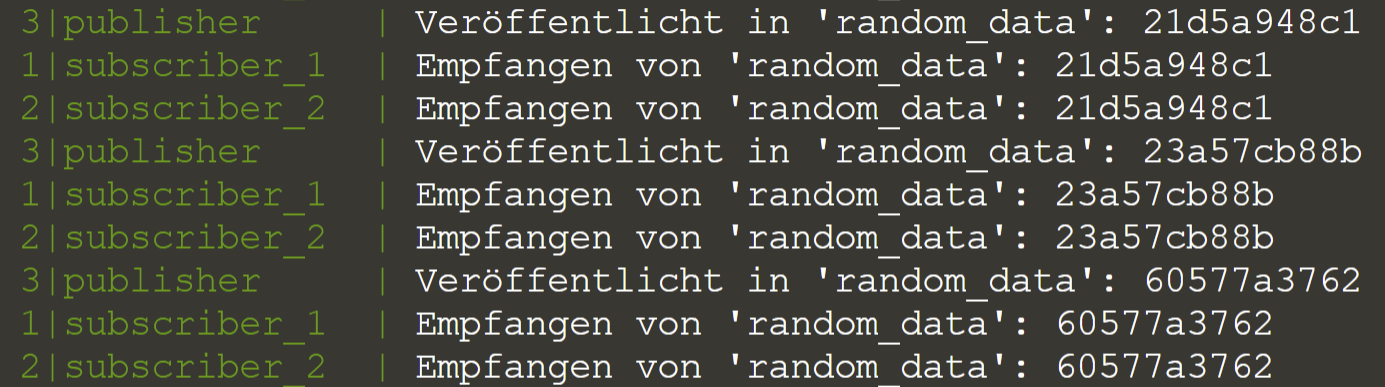 3|publisher     | Veröffentlicht in 'random_data': 21d5a948c1
1|subscriber_1  | Empfangen von 'random_data': 21d5a948c1
2|subscriber_2  | Empfangen von 'random_data': 21d5a948c1
3|publisher     | Veröffentlicht in 'random_data': 23a57cb88b
1|subscriber_1  | Empfangen von 'random_data': 23a57cb88b
2|subscriber_2  | Empfangen von 'random_data': 23a57cb88b
3|publisher     | Veröffentlicht in 'random_data': 60577a3762
1|subscriber_1  | Empfangen von 'random_data': 60577a3762
2|subscriber_2  | Empfangen von 'random_data': 60577a3762